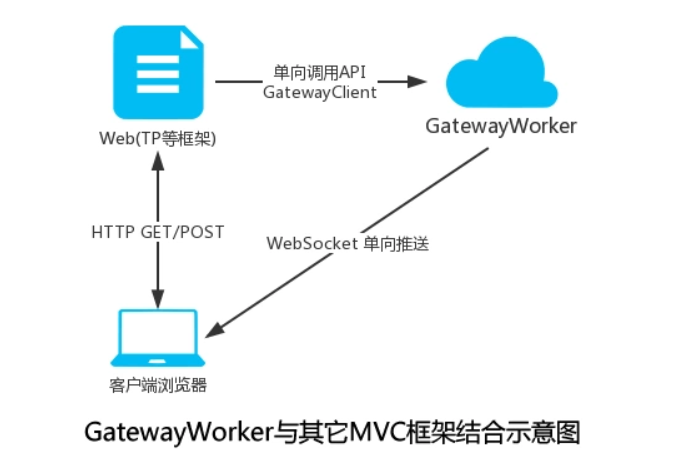 单向调用API
GatewayClient
Web(TP等框架)
GatewayWorker
HTTP GET/POST
WebSocket 单向推送
客户端浏览器
GatewayWorker与其它MVC框架结合示意图